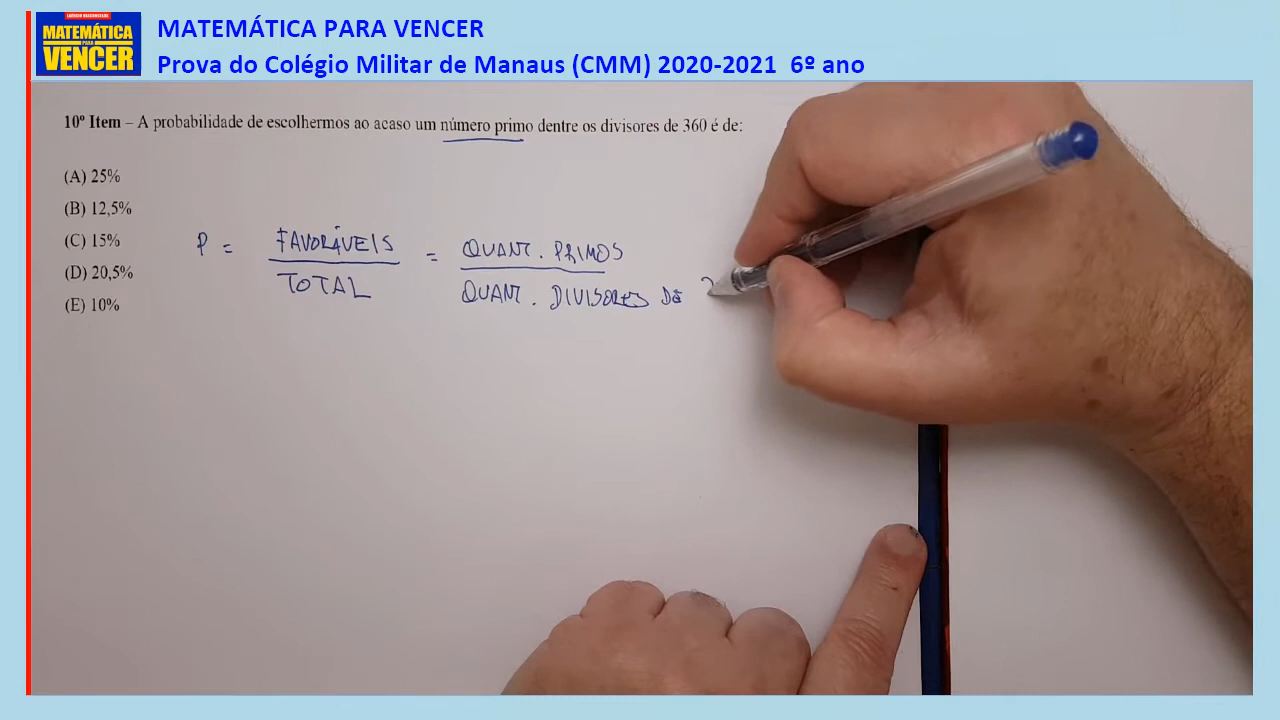 MATEMÁTICA
PARA
VENCER
MATEMÁTICA PARA VENCER
Prova do Colégio Militar de Manaus (CMM) 2020-2021 6º ano
10º Item – A probabilidade de escolhermos ao acaso um número primo dentre os divisores de 360 é de:
(A) 25%
(B) 12,5%
(C) 15%
(D) 20,5%
(E) 10%
P = FAVORÁVEIS = QUANT. PRIMOS
TOTAL QUANT. DIVISORES DE